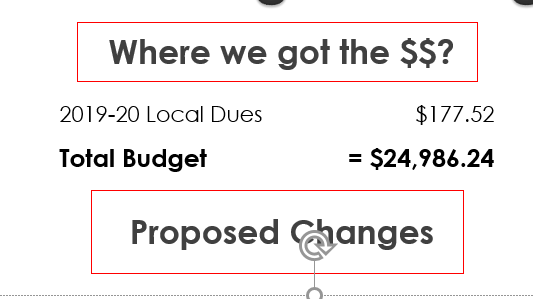 Where we got the $$?
2019-20 Local Dues $177.52
Total Budget = $24,986.24
Proposed Changes